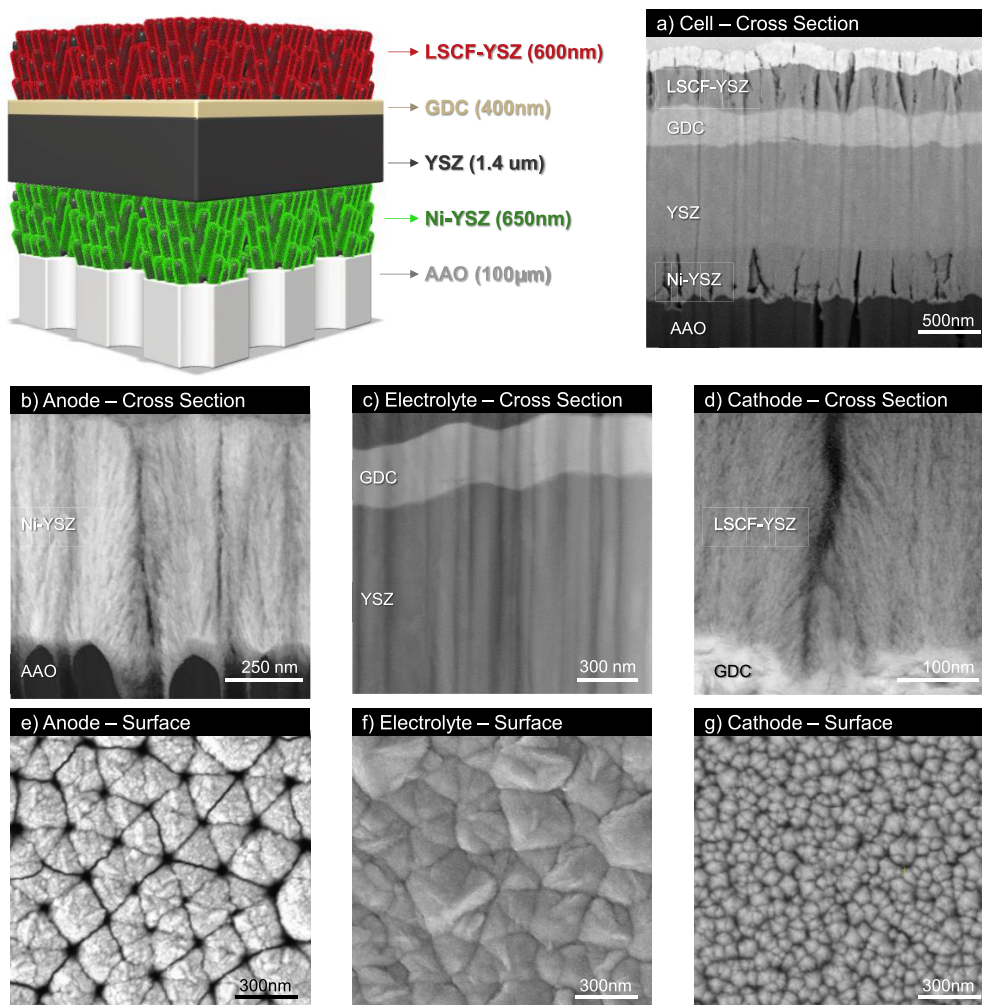 LSCF-YSZ (600nm)
GDC (400nm)
YSZ (1.4 um)
Ni-YSZ (650nm)
AAO (100µm)
a) Cell – Cross Section
LSCF-YSZ
GDC
YSZ
Ni-YSZ
AAO
500nm
b) Anode – Cross Section
Ni-YSZ
AAO
250 nm
c) Electrolyte – Cross Section
GDC
YSZ
300 nm
d) Cathode – Cross Section
LSCF-YSZ
GDC
100nm
e) Anode – Surface
300nm
f) Electrolyte – Surface
300nm
g) Cathode – Surface
300nm